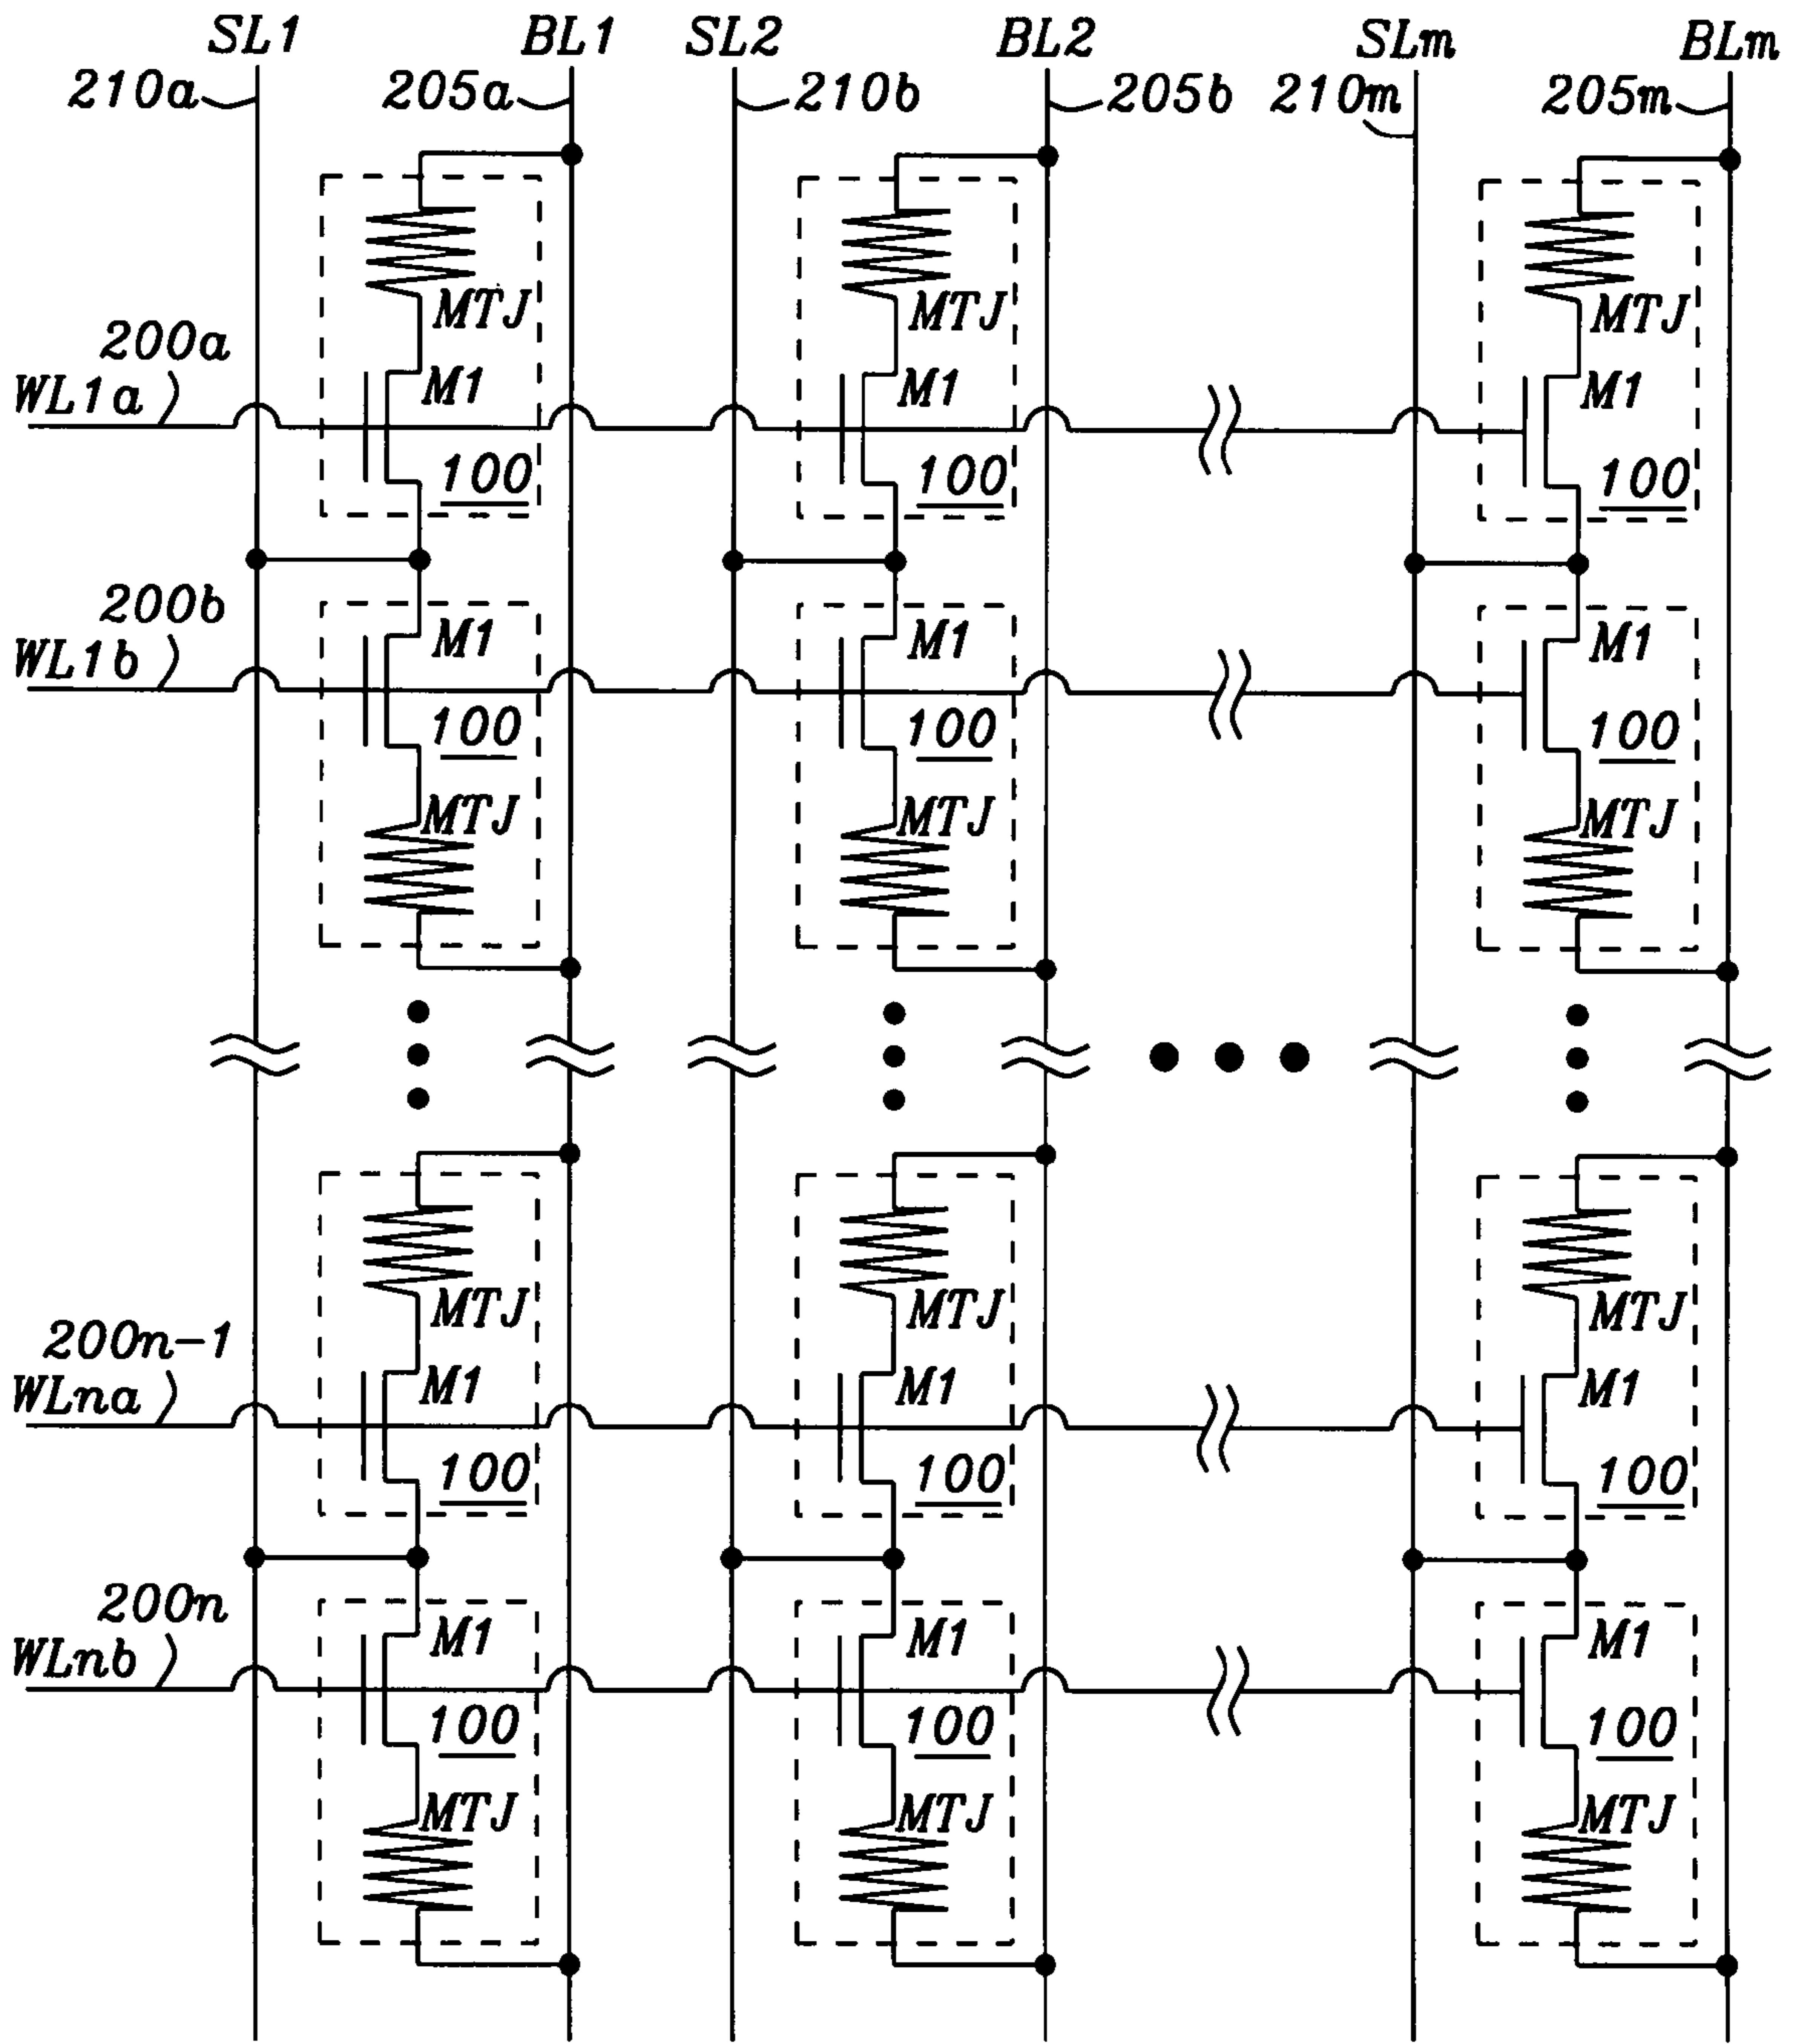 SL1 BL1 SL2 BL2 SLm BLm
210a 205a 210b 205b 210m 205m
MTJ MTJ MTJ
200a
WL1a M1 M1 M1
100 100 100
200b
WL1b M1 M1 M1
100 100 100
MTJ MTJ MTJ
MTJ MTJ MTJ
200n-1
WLna M1 M1 M1
100 100 100
200n
WLnb M1 M1 M1
100 100 100
MTJ MTJ MTJ